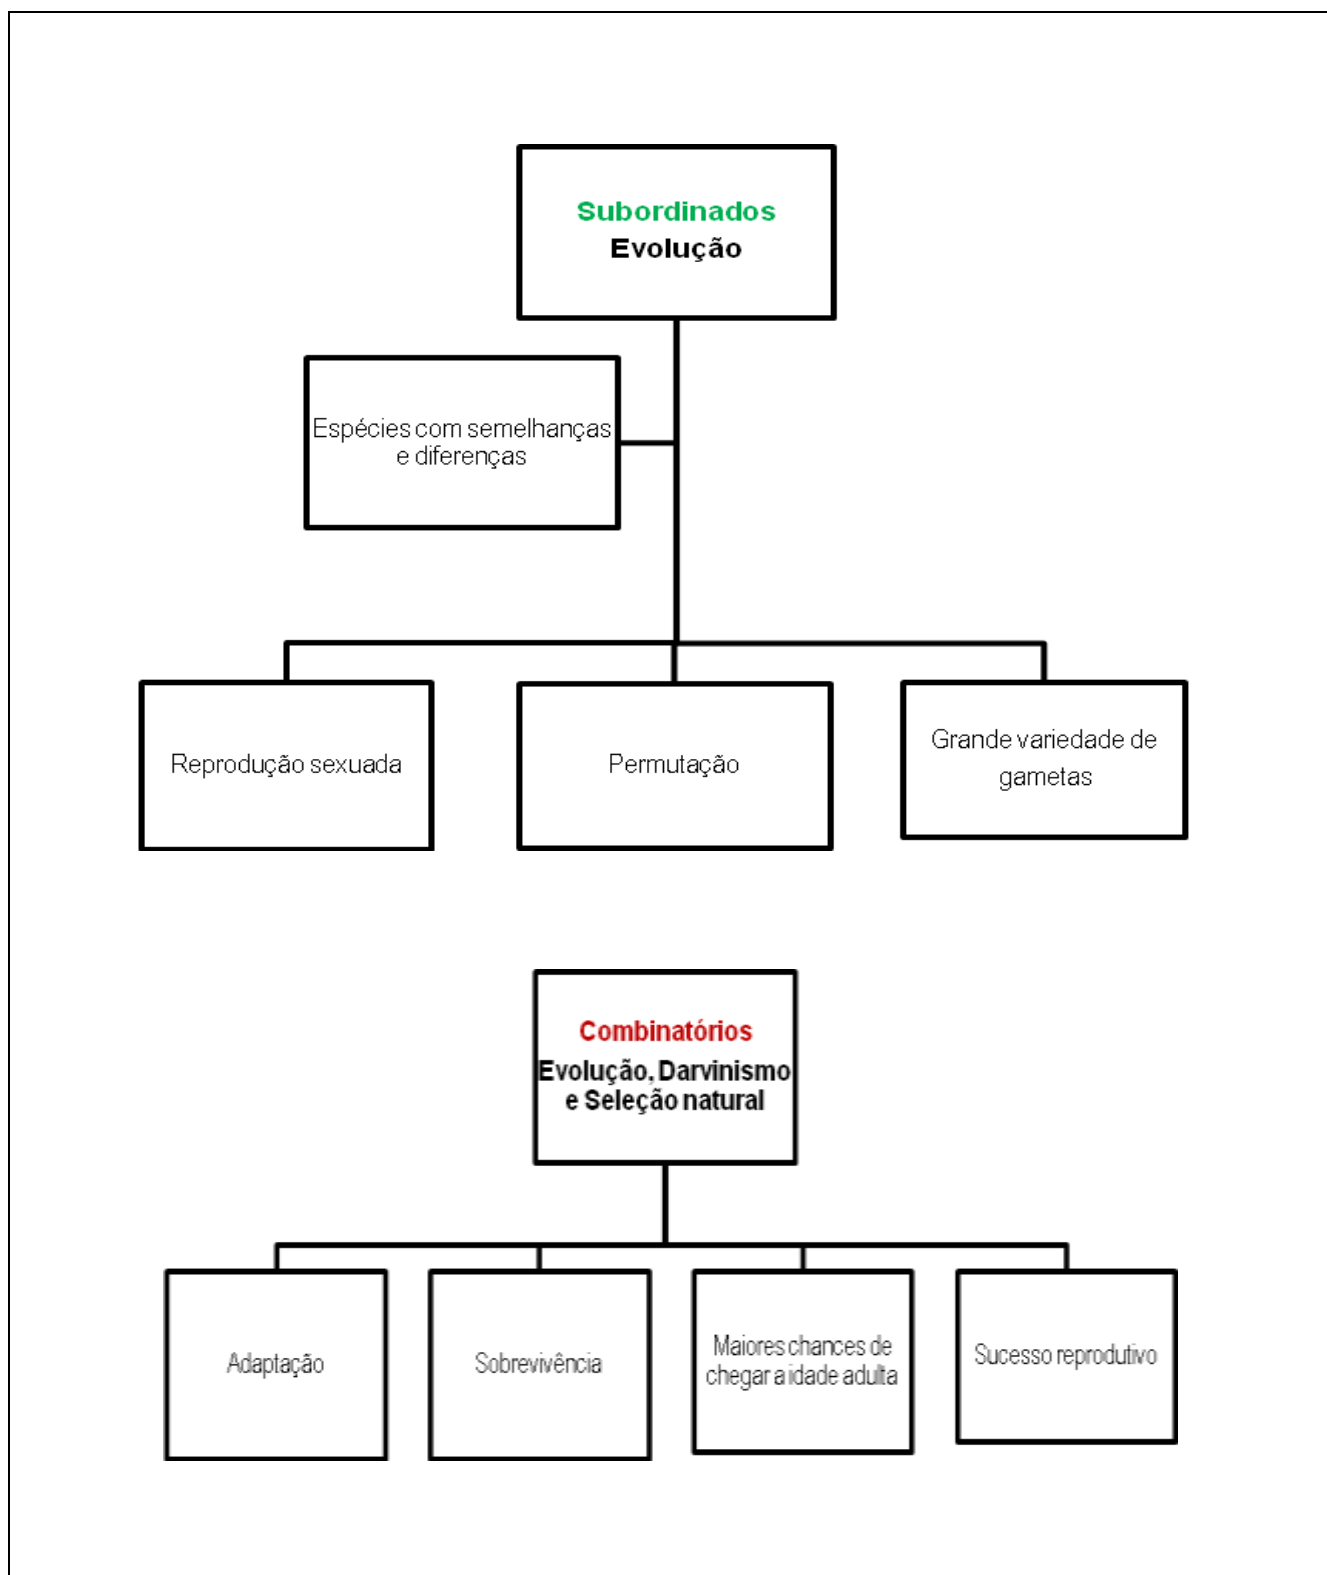 Subordinados
Evolução
Espécies com semelhanças
e diferenças
Reprodução sexuada
Permutação
Grande variedade de
gametas
Combinatórios
Evolução, Darvinismo
e Seleção natural
Adaptação
Sobrevivência
Maiores chances de
chegar a idade adulta
Sucesso reprodutivo